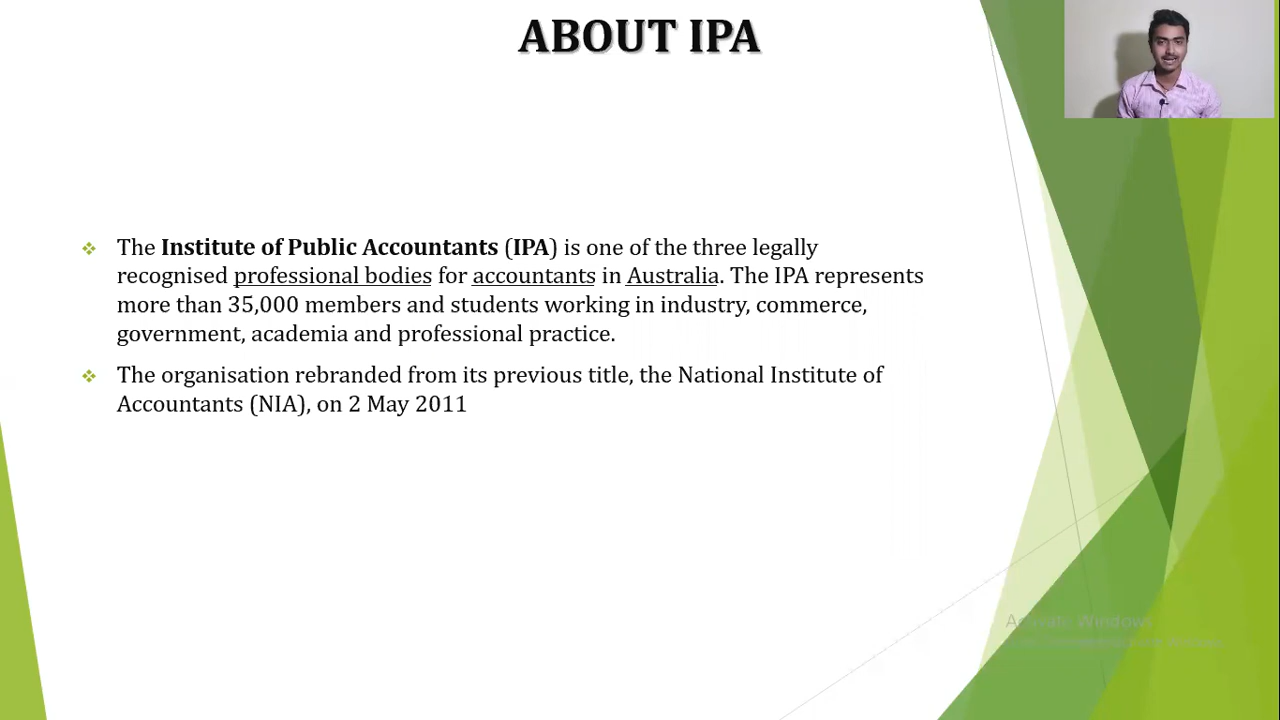 ABOUT IPA
❖ The Institute of Public Accountants (IPA) is one of the three legally
recognised professional bodies for accountants in Australia. The IPA represents
more than 35,000 members and students working in industry, commerce,
government, academia and professional practice.
❖ The organisation rebranded from its previous title, the National Institute of
Accountants (NIA), on 2 May 2011
Activate Windows